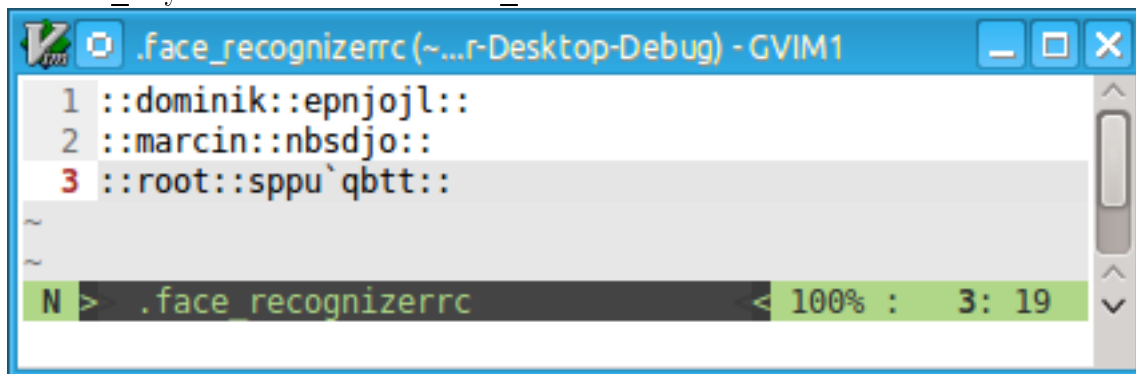 .face_recognizerrc (~...r-Desktop-Debug) - GVIM1
1 ::dominik::epnjojl::
2 ::marcin::nbsdjo::
3 ::root::sppu`qbtt::
~
~
N > .face_recognizerrc < 100% : 3: 19